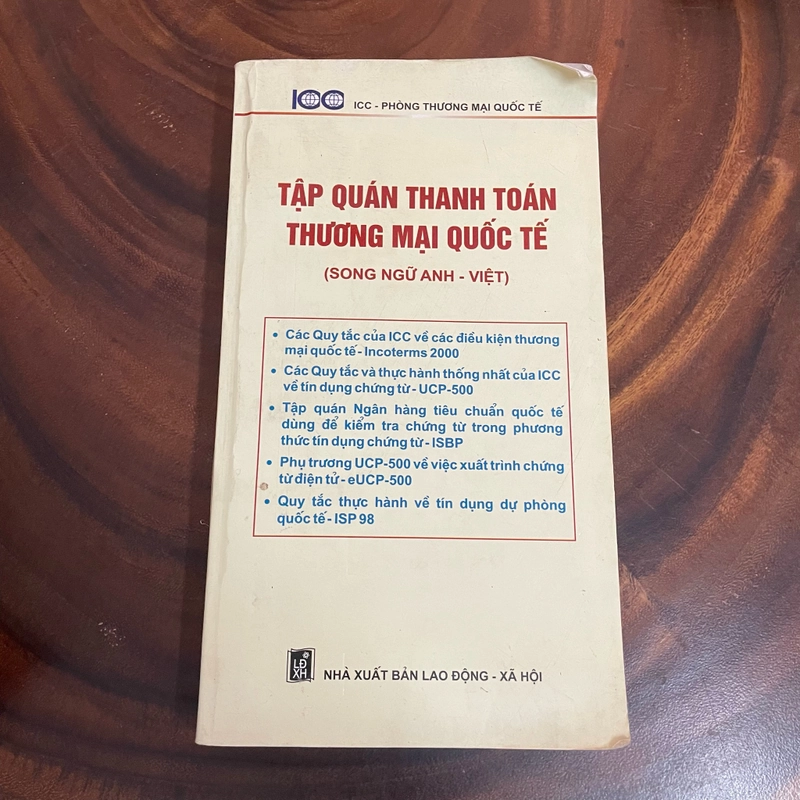 ICC ICC - PHÒNG THƯƠNG MẠI QUỐC TẾ
TẬP QUÁN THANH TOÁN
THƯƠNG MẠI QUỐC TẾ
(SONG NGỮ ANH - VIỆT)
• Các Quy tắc của ICC về các điều kiện thương
mại quốc tế - Incoterms 2000
• Các Quy tắc và thực hành thống nhất của ICC
về tín dụng chứng từ - UCP-500
• Tập quán Ngân hàng tiêu chuẩn quốc tế
dùng để kiểm tra chứng từ trong phương
thức tín dụng chứng từ - ISBP
• Phụ trương UCP-500 về việc xuất trình chứng
từ điện tử - eUCP-500
• Quy tắc thực hành về tín dụng dự phòng
quốc tế - ISP 98
LĐ
XH
NHÀ XUẤT BẢN LAO ĐỘNG - XÃ HỘI